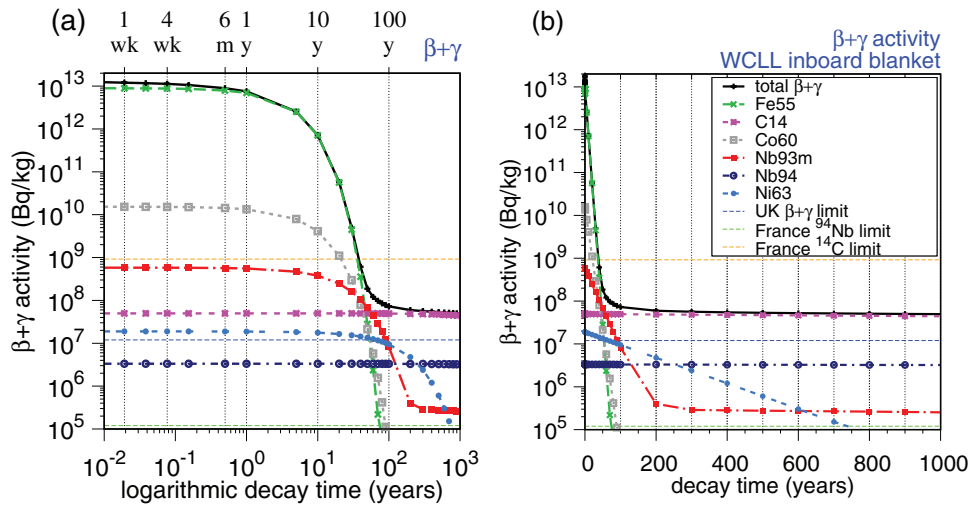 (a)
1 wk
4 wk
6 m
1 y
10 y
100 y
β+γ
β+γ activity (Bq/kg)
10^13
10^12
10^11
10^10
10^9
10^8
10^7
10^6
10^5
10^-2
10^-1
10^0
10^1
10^2
10^3
logarithmic decay time (years)
(b)
β+γ activity
WCLL inboard blanket
total β+γ
Fe55
C14
Co60
Nb93m
Nb94
Ni63
UK β+γ limit
France ^94Nb limit
France ^14C limit
β+γ activity (Bq/kg)
10^13
10^12
10^11
10^10
10^9
10^8
10^7
10^6
10^5
0
200
400
600
800
1000
decay time (years)